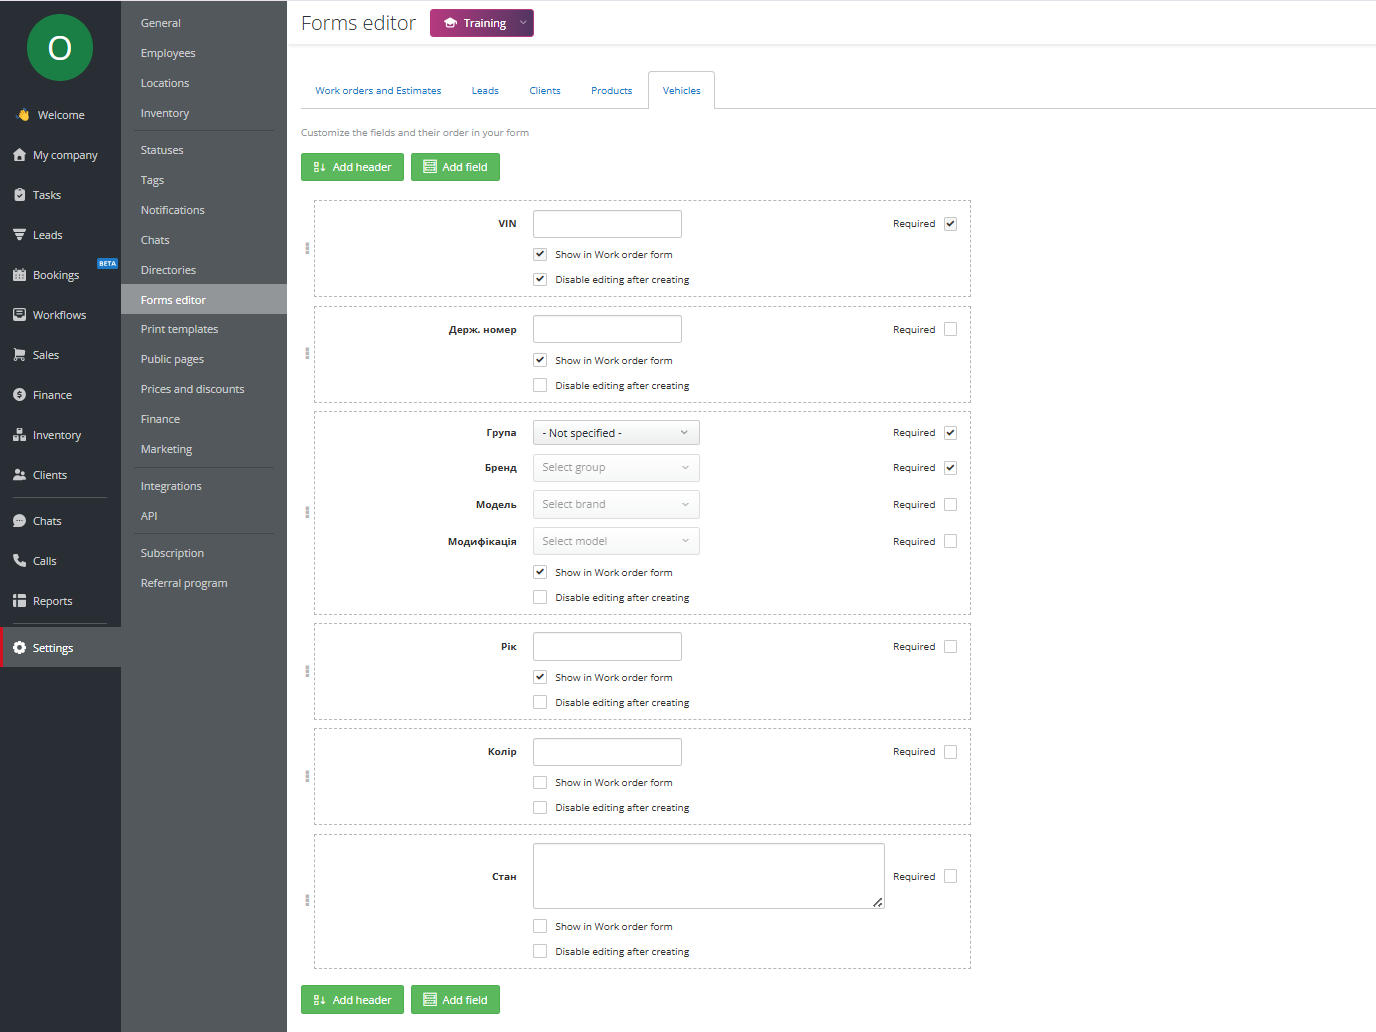 O
Welcome
My company
Tasks
Leads
Bookings
BETA
Workflows
Sales
Finance
Inventory
Clients
Chats
Calls
Reports
Settings
General
Employees
Locations
Inventory
Statuses
Tags
Notifications
Chats
Directories
Forms editor
Print templates
Public pages
Prices and discounts
Finance
Marketing
Integrations
API
Subscription
Referral program
Forms editor
Training
Work orders and Estimates
Leads
Clients
Products
Vehicles
Customize the fields and their order in your form
Add header
Add field
VIN
Required
Show in Work order form
Disable editing after creating
Держ. номер
Required
Show in Work order form
Disable editing after creating
Група
- Not specified -
Required
Бренд
Select group
Required
Модель
Select brand
Required
Модифікація
Select model
Required
Show in Work order form
Disable editing after creating
Рік
Required
Show in Work order form
Disable editing after creating
Колір
Required
Show in Work order form
Disable editing after creating
Стан
Required
Show in Work order form
Disable editing after creating
Add header
Add field